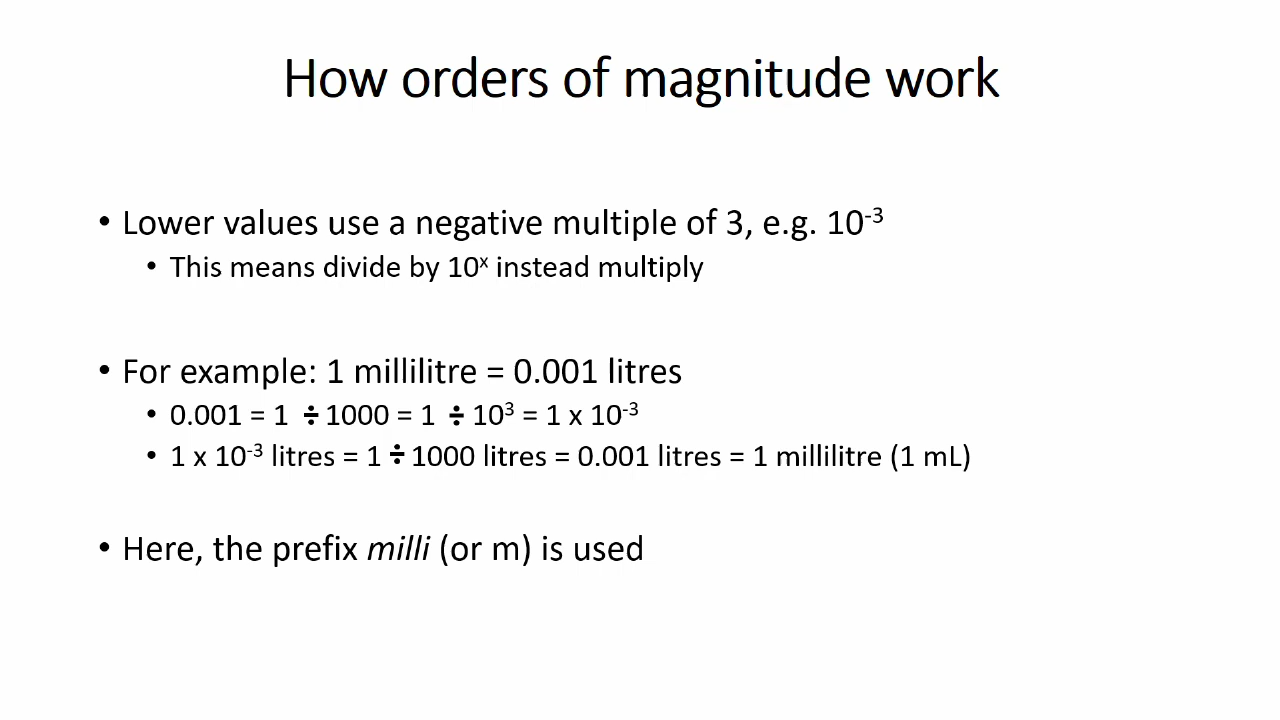 How orders of magnitude work
• Lower values use a negative multiple of 3, e.g. 10⁻³
• This means divide by 10ˣ instead multiply
• For example: 1 millilitre = 0.001 litres
• 0.001 = 1 ÷ 1000 = 1 ÷ 10³ = 1 x 10⁻³
• 1 x 10⁻³ litres = 1 ÷ 1000 litres = 0.001 litres = 1 millilitre (1 mL)
• Here, the prefix milli (or m) is used